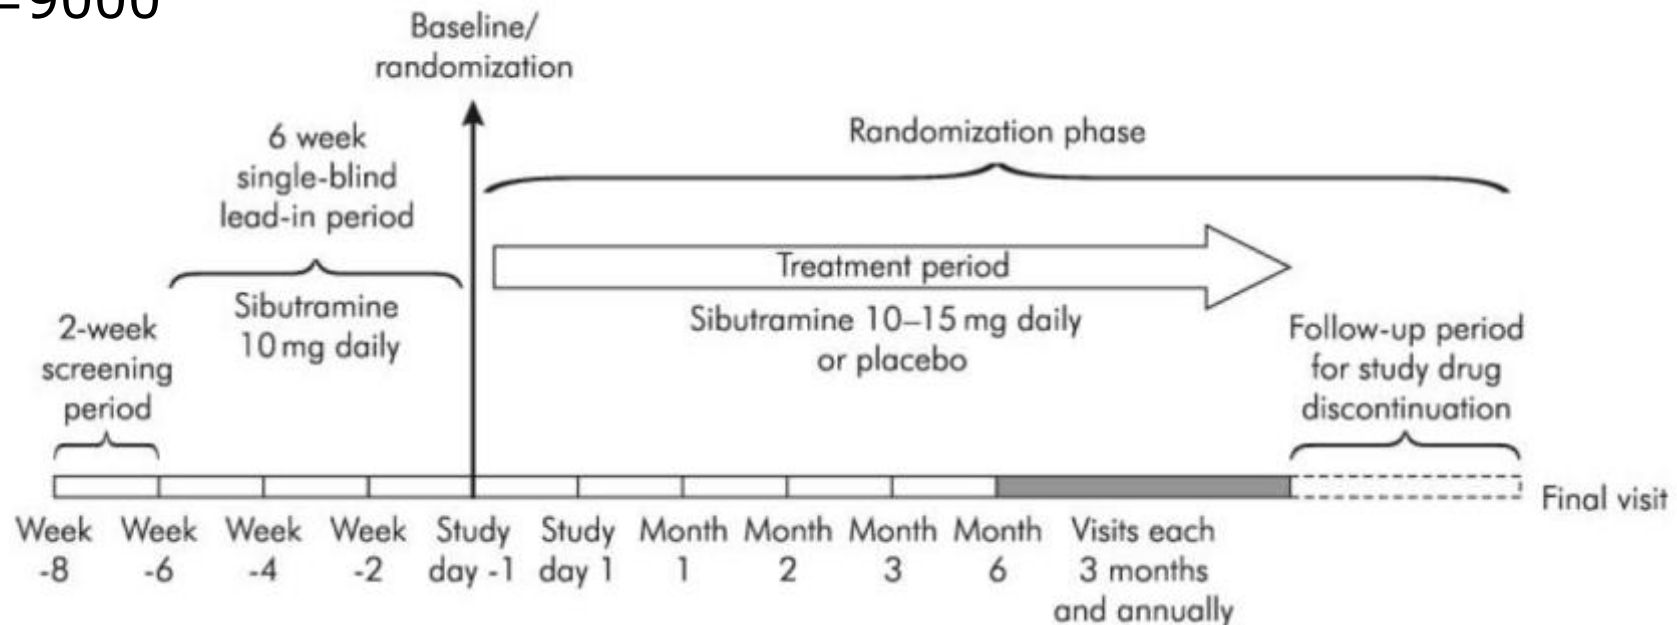 =9000
Baseline/
randomization
6 week
single-blind
lead-in period
Randomization phase
Treatment period
Sibutramine
10 mg daily
Sibutramine 10–15 mg daily
or placebo
2-week
screening
period
Follow-up period
for study drug
discontinuation
Final visit
Week
-8
Week
-6
Week
-4
Week
-2
Study
day -1
Study
day 1
Month
1
Month
2
Month
3
Month
6
Visits each
3 months
and annually